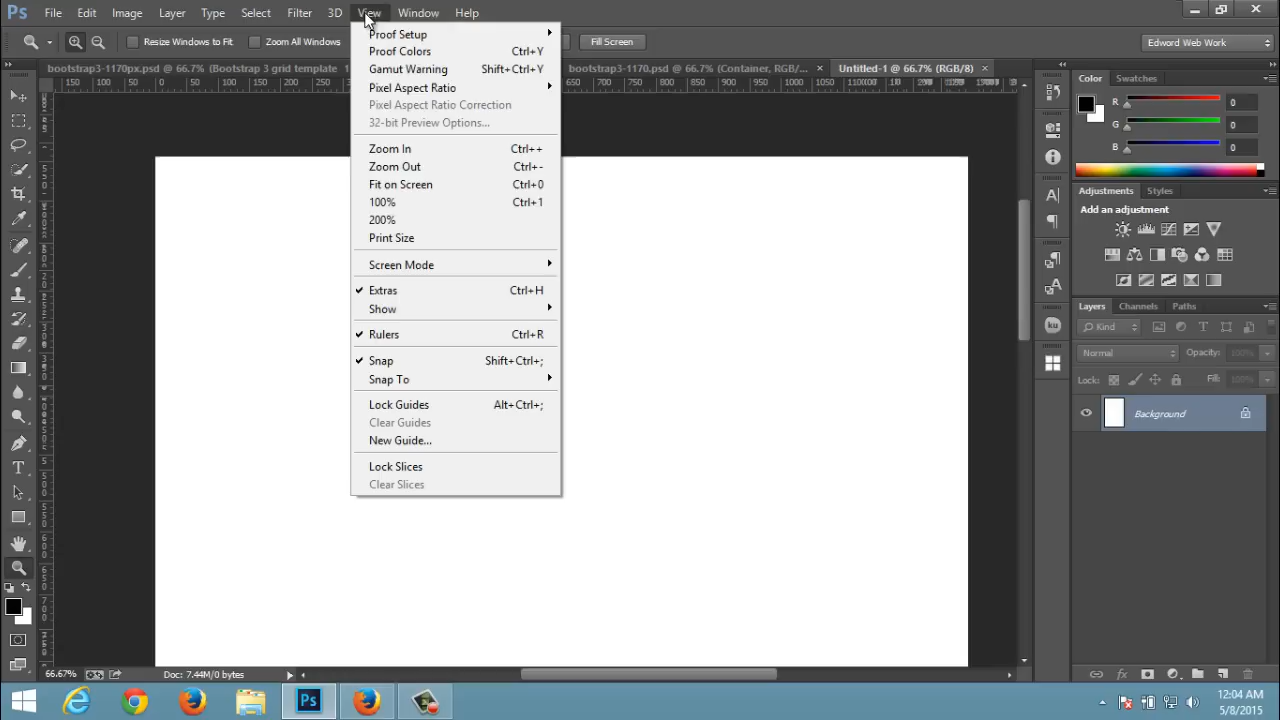 Ps File Edit Image Layer Type Select Filter 3D View Window Help
Resize Windows to Fit Zoom All Windows Fill Screen Edword Web Work
bootstrap3-1170px.psd @ 66.7% (Bootstrap 3 grid template bootstrap3-1170.psd @ 66.7% (Container, RGB/... × Untitled-1 @ 66.7% (RGB/8) ×
Proof Setup
Proof Colors Ctrl+Y
Gamut Warning Shift+Ctrl+Y
Pixel Aspect Ratio
Pixel Aspect Ratio Correction
32-bit Preview Options...
Zoom In Ctrl++
Zoom Out Ctrl+-
Fit on Screen Ctrl+0
100% Ctrl+1
200%
Print Size
Screen Mode
Extras Ctrl+H
Show
Rulers Ctrl+R
Snap Shift+Ctrl+;
Snap To
Lock Guides Alt+Ctrl+;
Clear Guides
New Guide...
Lock Slices
Clear Slices
100 150 200 250 300
650 700 750 800 850 900 950 1000 1050 1100 1150 1200 1250
Color Swatches
R 0
G 0
B 0
Adjustments Styles
Add an adjustment
Layers Channels Paths
Kind
Normal Opacity: 100%
Lock: Fill: 100%
Background
ku
66.67% Doc: 7.44M/0 bytes
Ps
12:04 AM
5/8/2015